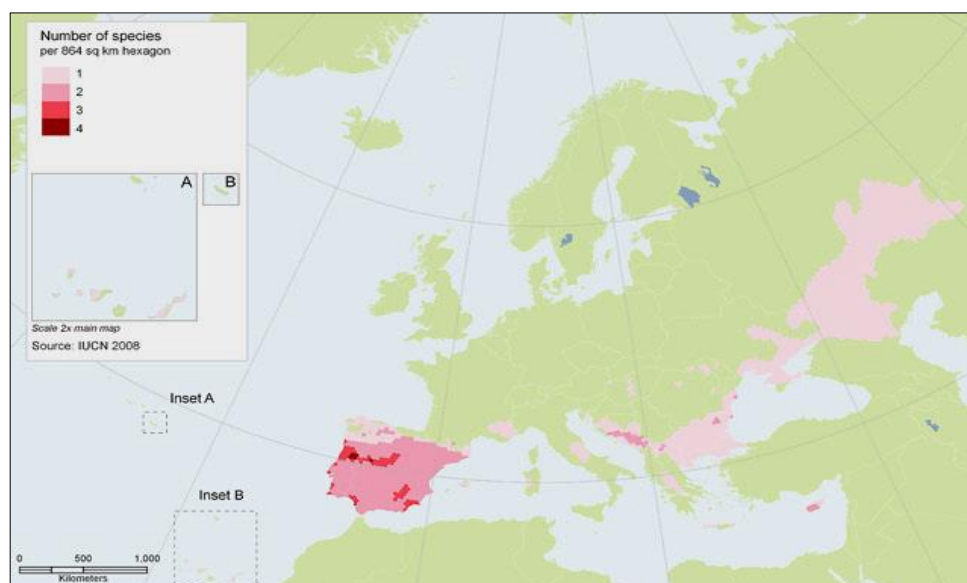 Number of species
per 864 sq km hexagon
1
2
3
4
A
B
Scale 2x main map
Source: IUCN 2008
Inset A
Inset B
0 500 1,000
Kilometers